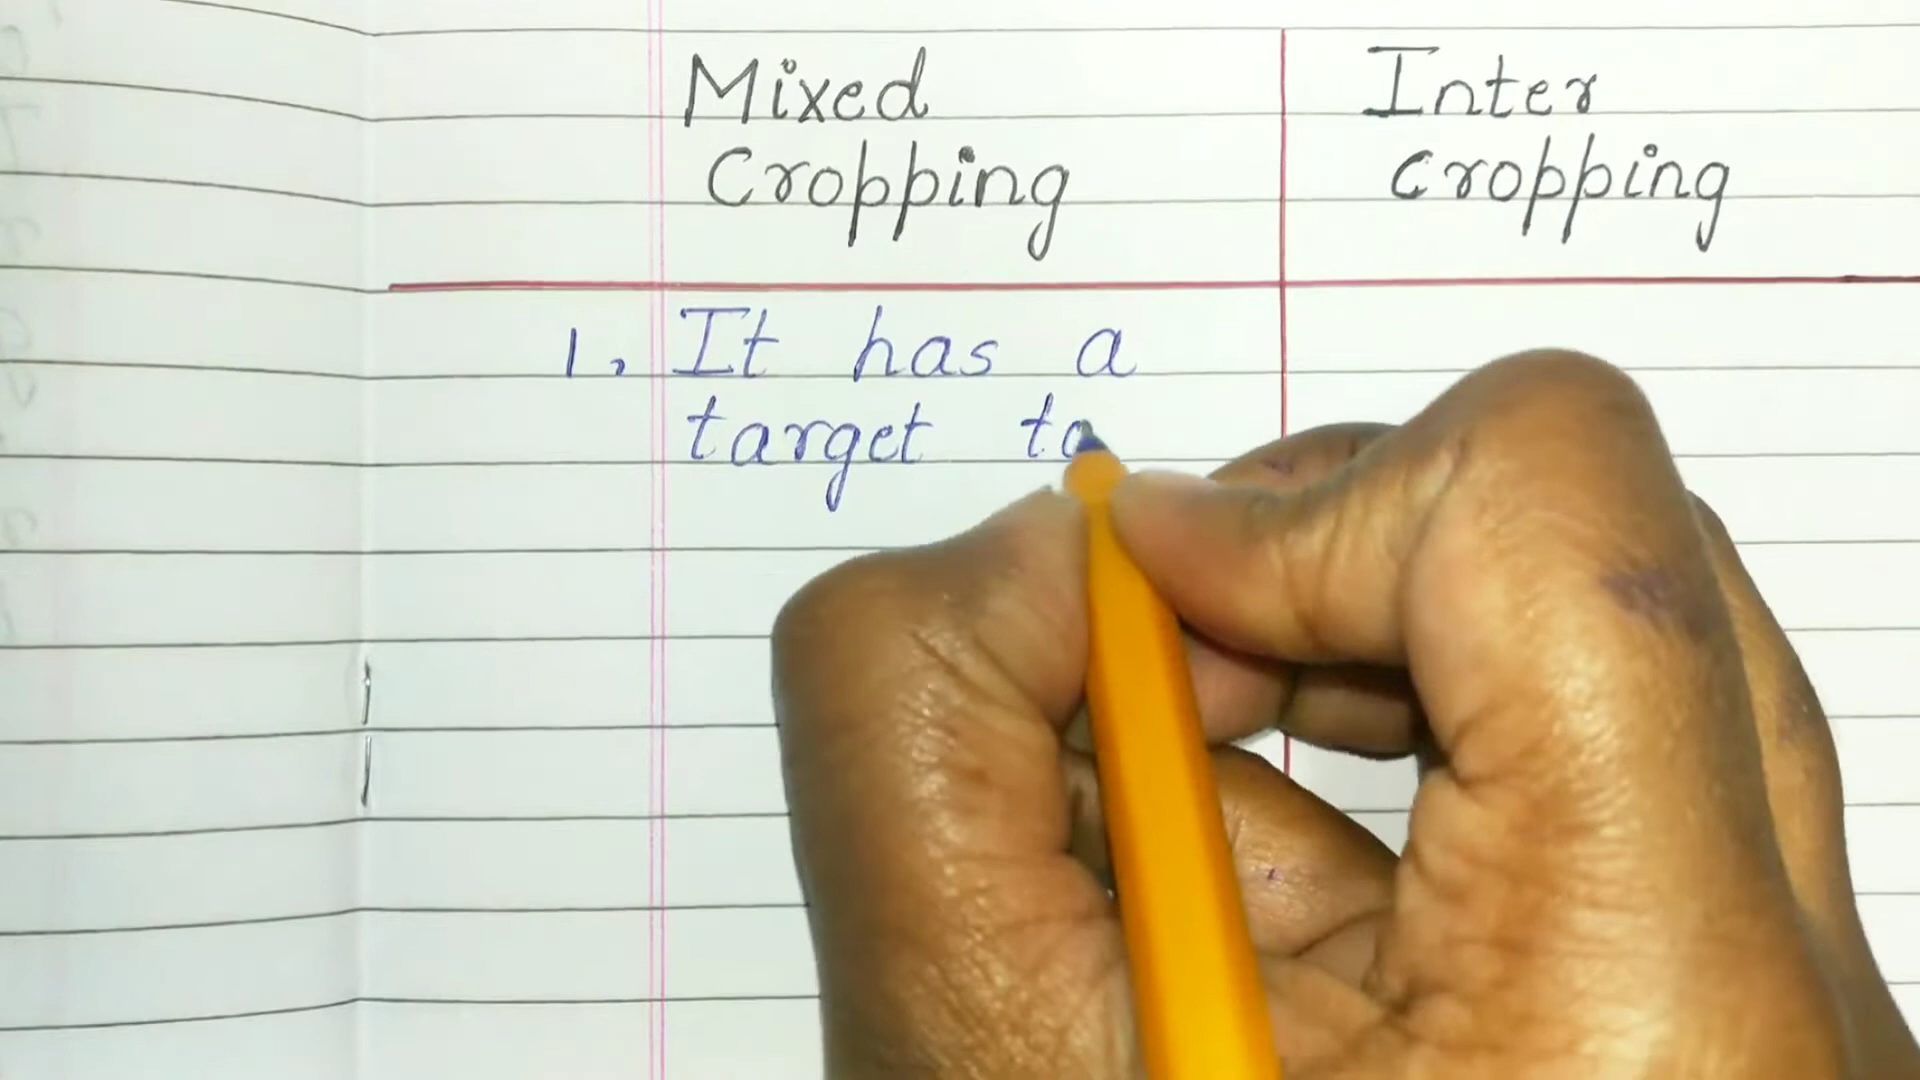 Mixed Inter
Cropping cropping
1. It has a
target to